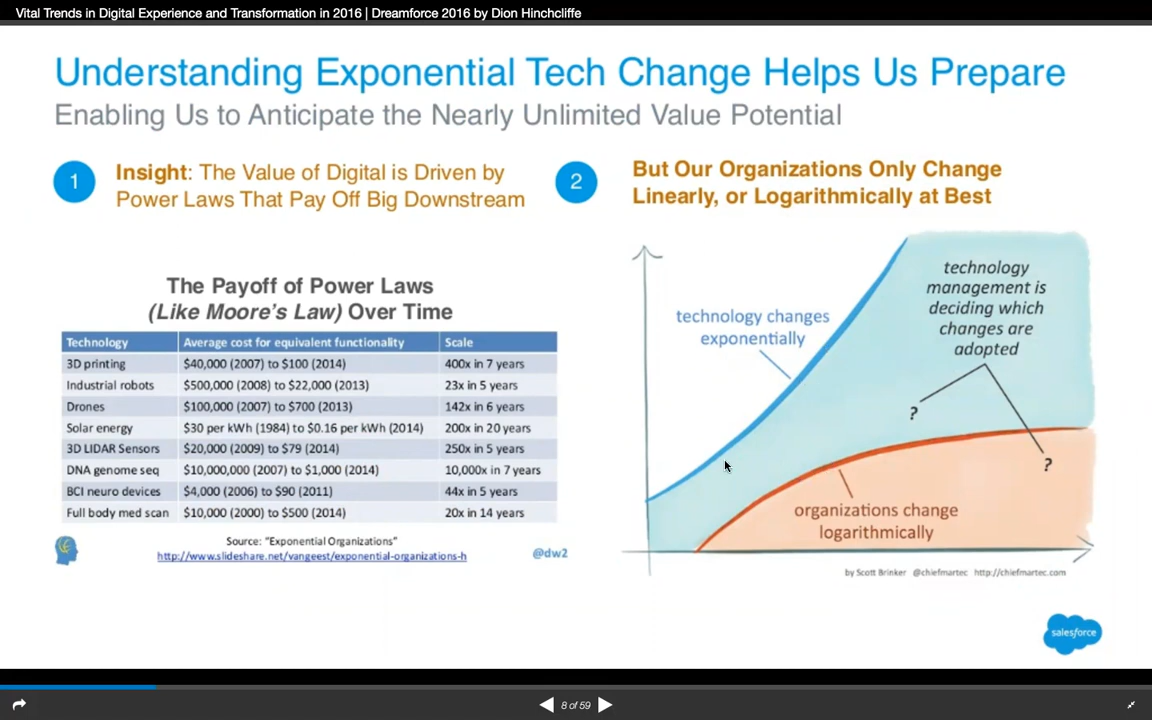 Vital Trends in Digital Experience and Transformation in 2016 | Dreamforce 2016 by Dion Hinchcliffe
Understanding Exponential Tech Change Helps Us Prepare
Enabling Us to Anticipate the Nearly Unlimited Value Potential
1
Insight: The Value of Digital is Driven by
Power Laws That Pay Off Big Downstream
The Payoff of Power Laws
(Like Moore's Law) Over Time
Technology Average cost for equivalent functionality Scale
3D printing $40,000 (2007) to $100 (2014) 400x in 7 years
Industrial robots $500,000 (2008) to $22,000 (2013) 23x in 5 years
Drones $100,000 (2007) to $700 (2013) 142x in 6 years
Solar energy $30 per kWh (1984) to $0.16 per kWh (2014) 200x in 20 years
3D LIDAR Sensors $20,000 (2009) to $79 (2014) 250x in 5 years
DNA genome seq $10,000,000 (2007) to $1,000 (2014) 10,000x in 7 years
BCI neuro devices $4,000 (2006) to $90 (2011) 44x in 5 years
Full body med scan $10,000 (2000) to $500 (2014) 20x in 14 years
Source: "Exponential Organizations"
http://www.slideshare.net/vangeest/exponential-organizations-h
@dw2
2
But Our Organizations Only Change
Linearly, or Logarithmically at Best
technology changes
exponentially
technology
management is
deciding which
changes are
adopted
?
?
organizations change
logarithmically
by Scott Brinker @chiefmartec http://chiefmartec.com
salesforce
8 of 59